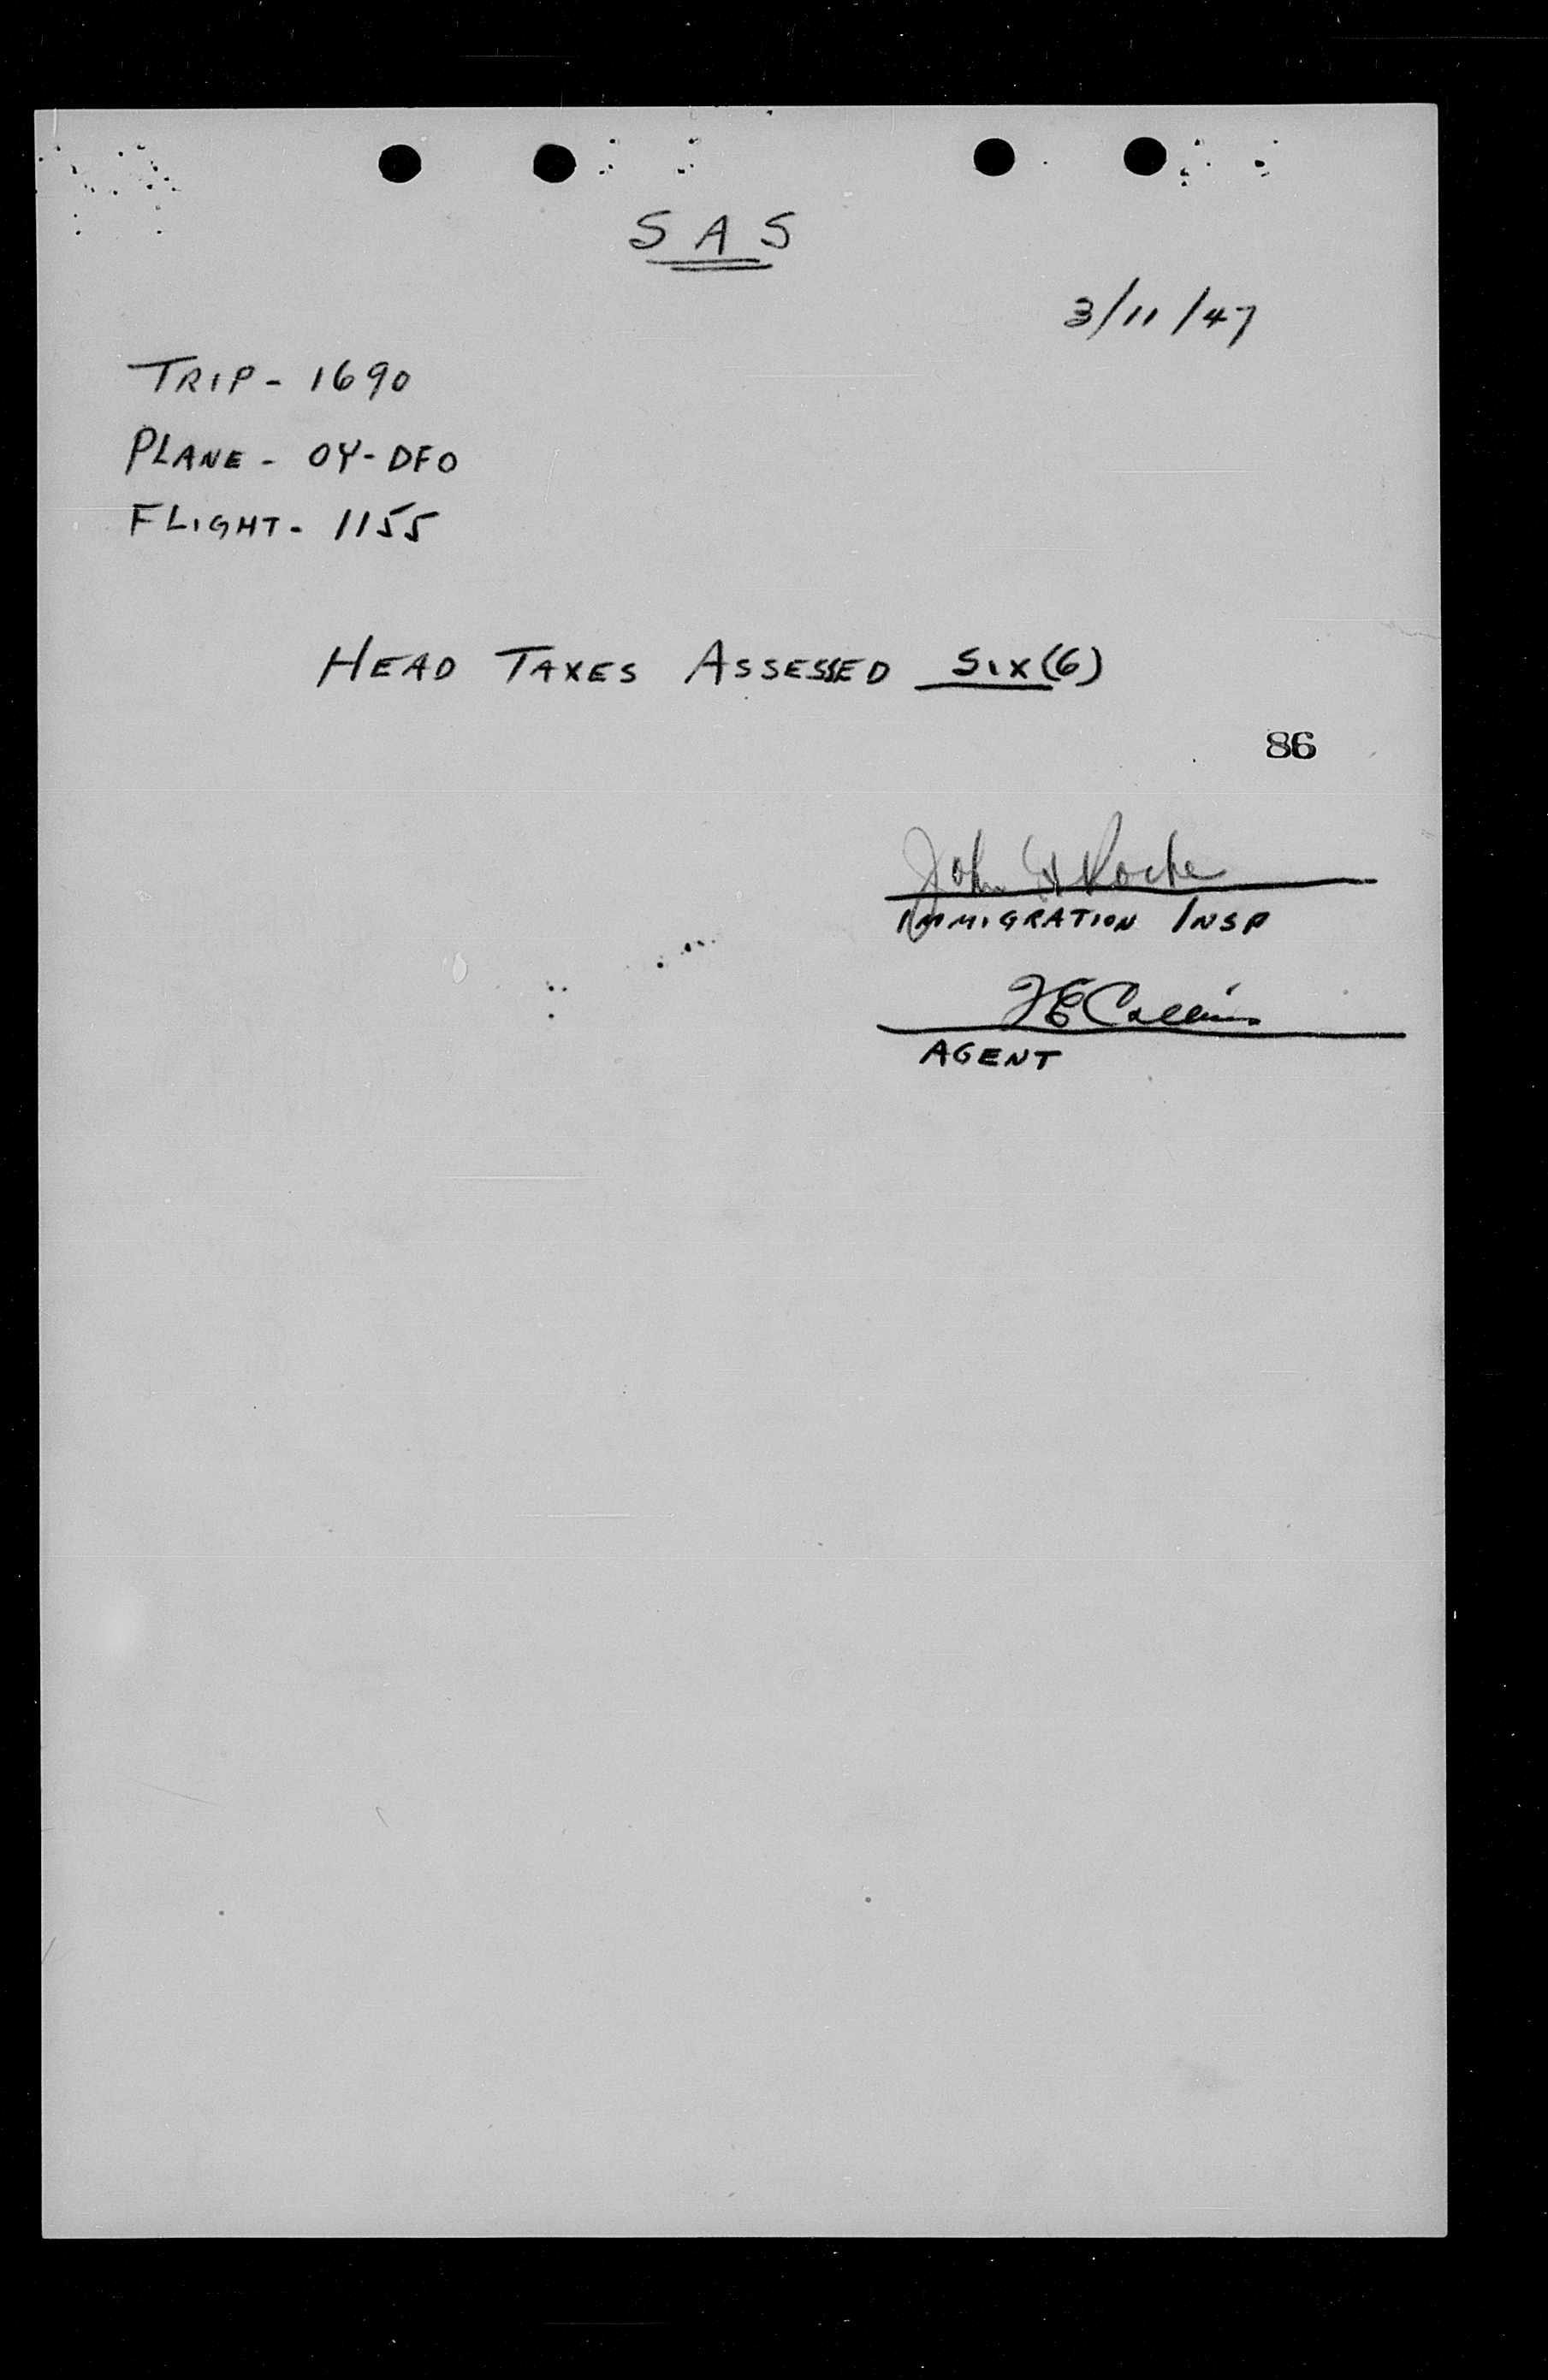 S A S
3/11/47
TRIP - 1690
PLANE - OY-DFO
FLIGHT - 1155
HEAD TAXES ASSESSED SIX (6)
86
John Roche
IMMIGRATION INSP
E Collins
AGENT